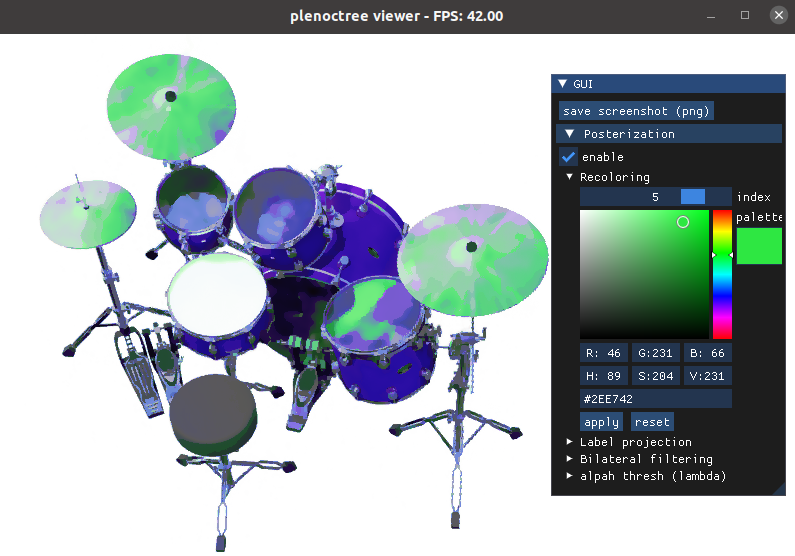 plenoctree viewer - FPS: 42.00
GUI
save screenshot (png)
Posterization
enable
Recoloring
5 index
palette
R: 46 G:231 B: 66
H: 89 S:204 V:231
#2EE742
apply reset
Label projection
Bilateral filtering
alpah thresh (lambda)